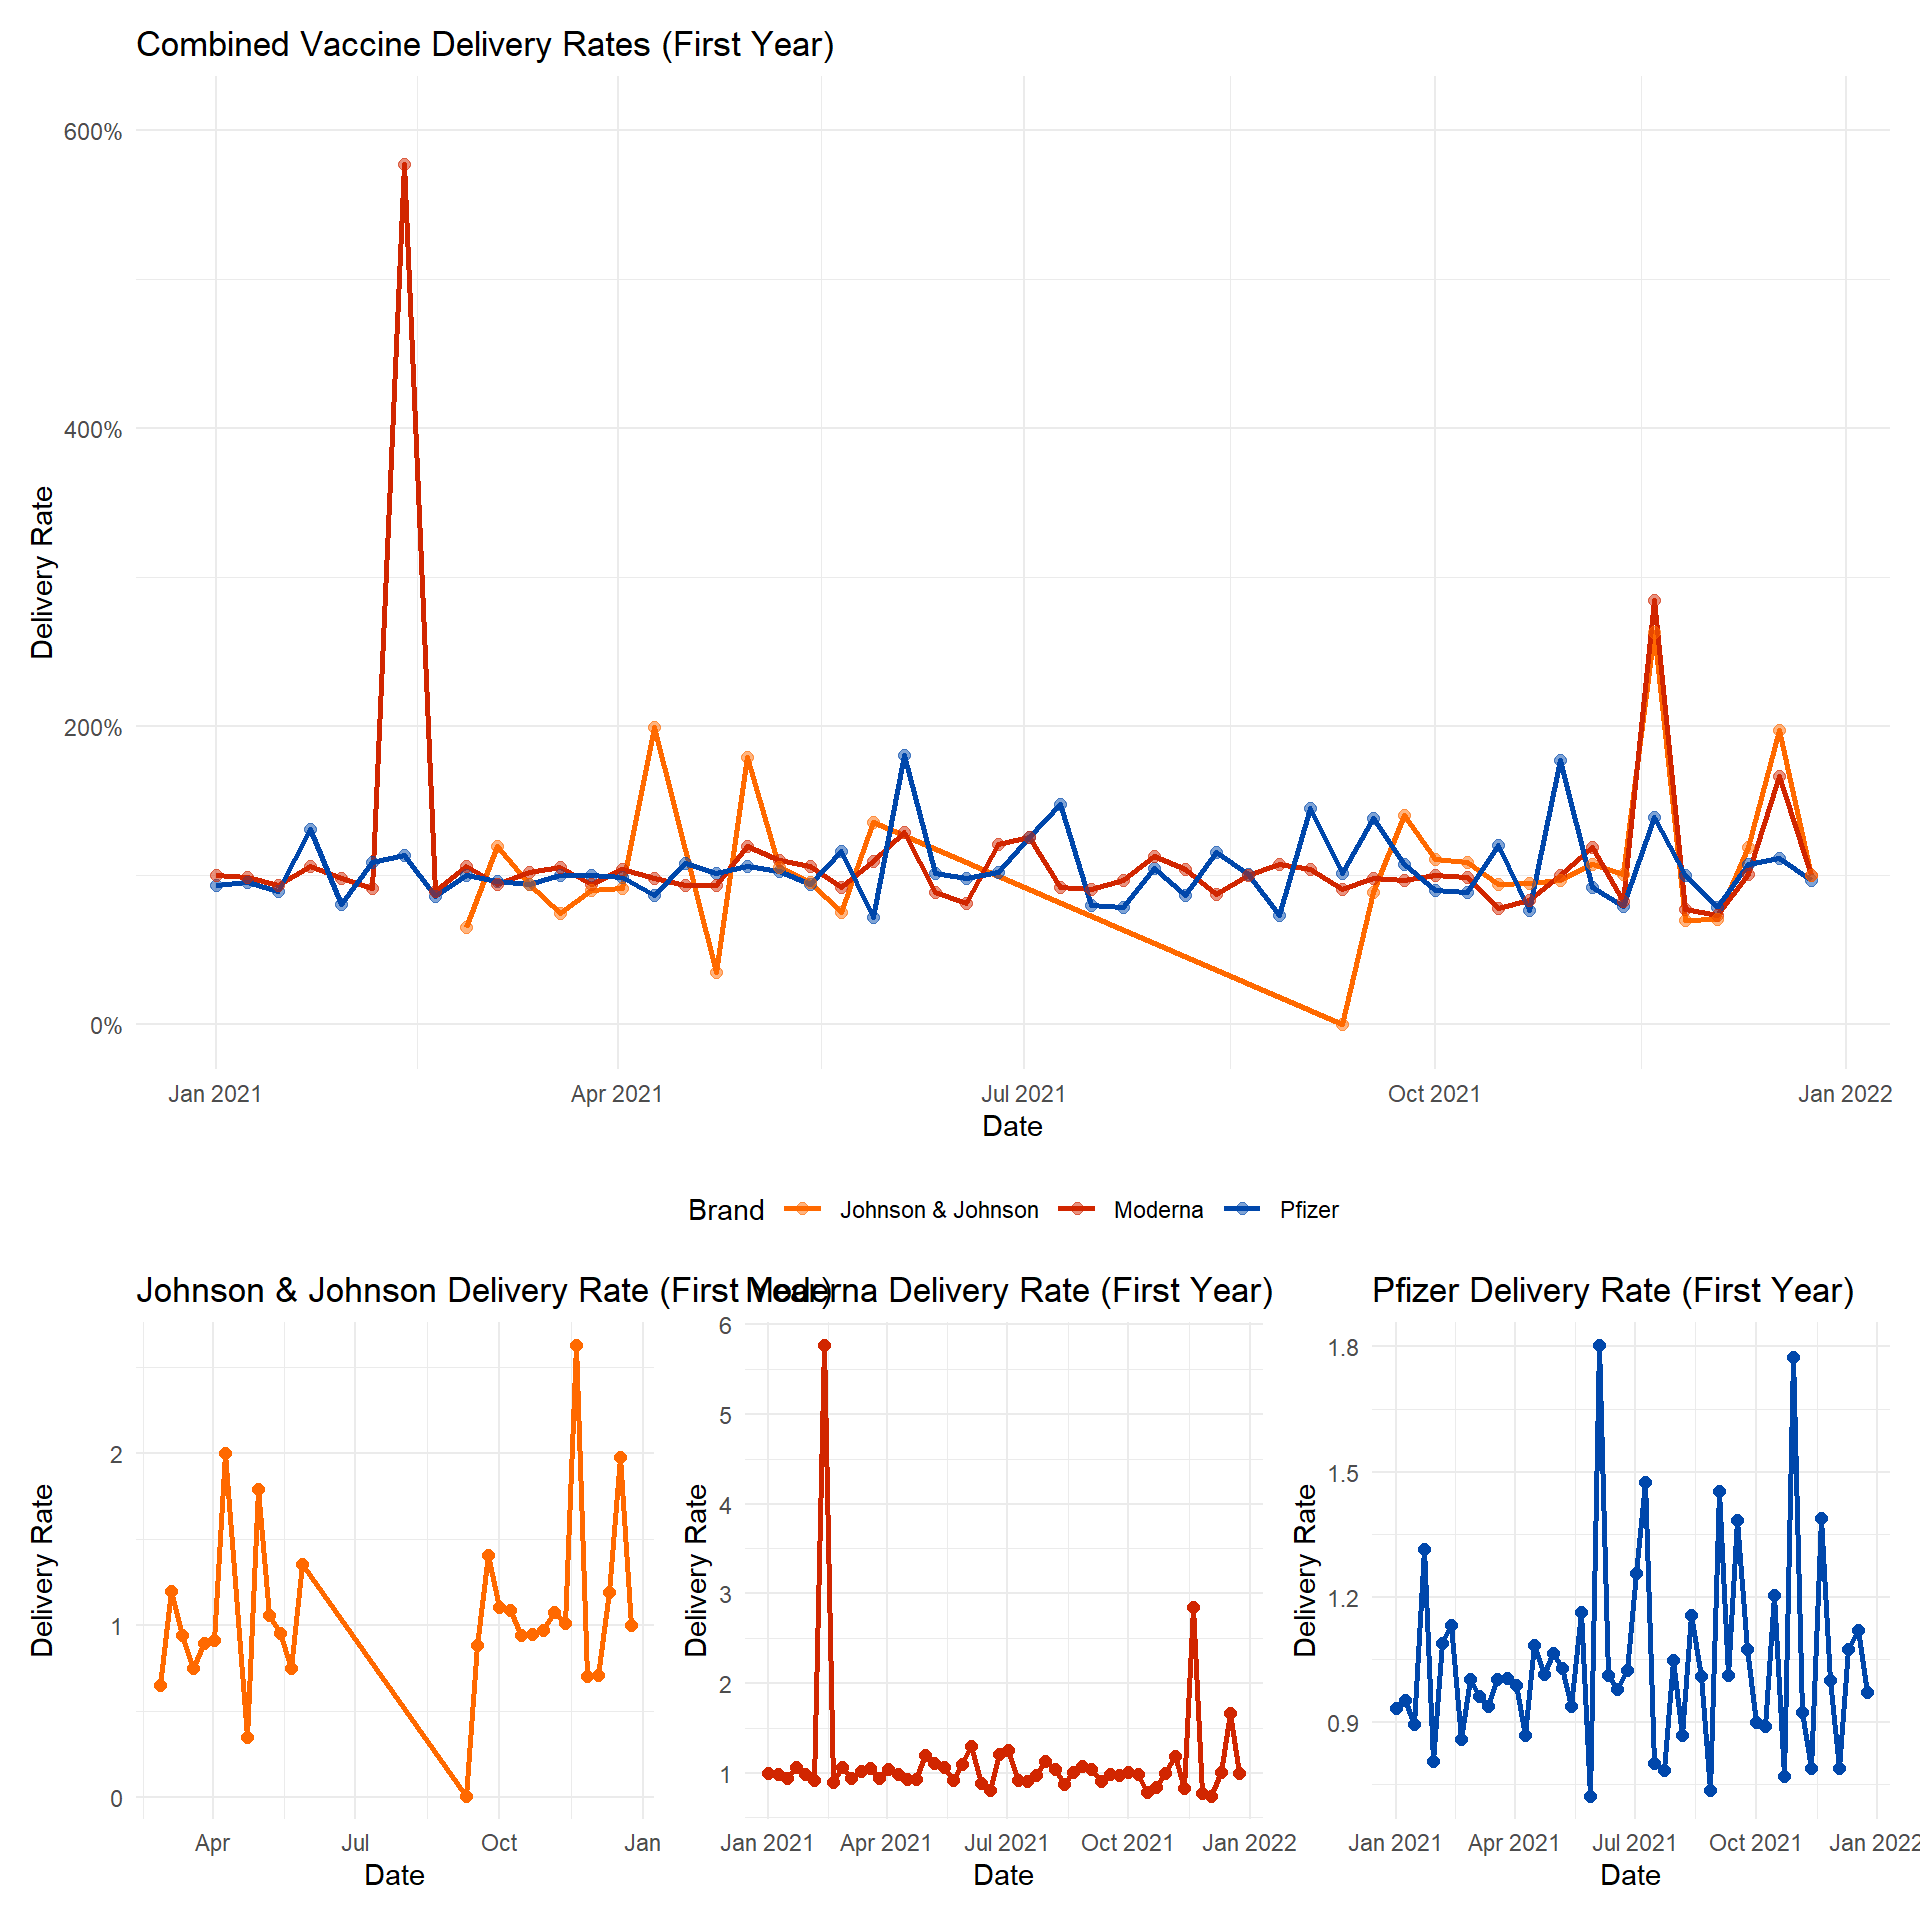 Combined Vaccine Delivery Rates (First Year)
600%
400%
200%
0%
Delivery Rate
Jan 2021 Apr 2021 Jul 2021 Oct 2021 Jan 2022
Date
Brand Johnson & Johnson Moderna Pfizer
Johnson & Johnson Delivery Rate (First Year)
2
1
0
Delivery Rate
Apr Jul Oct Jan
Date
Moderna Delivery Rate (First Year)
6
5
4
3
2
1
Delivery Rate
Jan 2021 Apr 2021 Jul 2021 Oct 2021 Jan 2022
Date
Pfizer Delivery Rate (First Year)
1.8
1.5
1.2
0.9
Delivery Rate
Jan 2021 Apr 2021 Jul 2021 Oct 2021 Jan 2022
Date